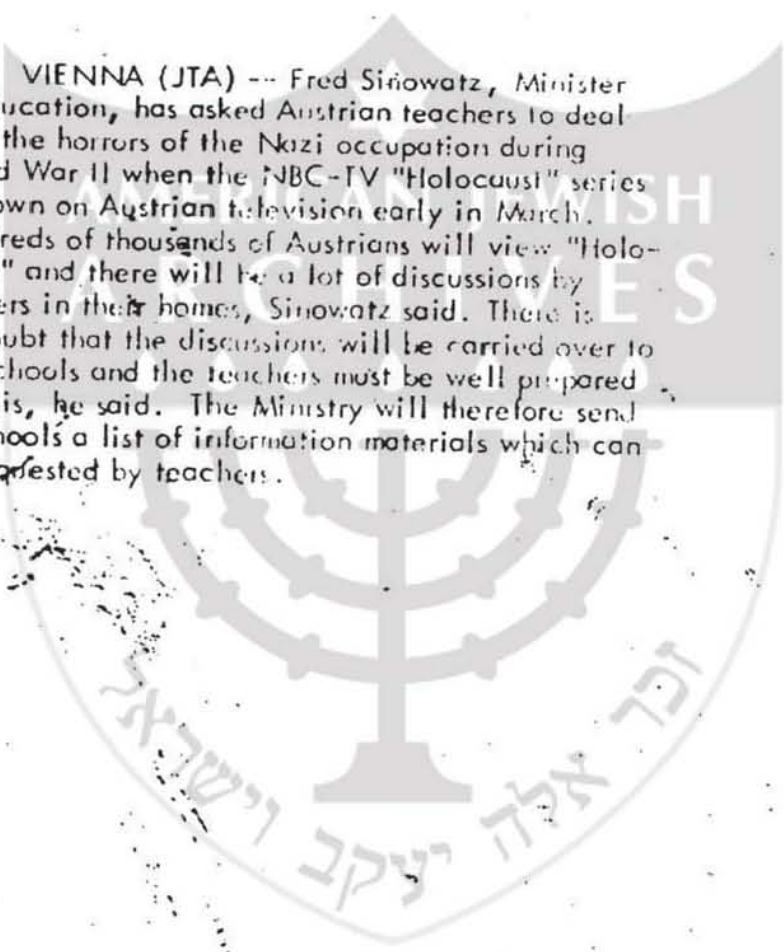 VIENNA (JTA) -- Fred Sinowatz, Minister
ucation, has asked Austrian teachers to deal
the horrors of the Nazi occupation during
d War II when the NBC-TV "Holocaust" series
own on Austrian television early in March.
reds of thousands of Austrians will view "Holo-
" and there will be a lot of discussions by
ers in their homes, Sinowatz said. There is
ubt that the discussions will be carried over to
chools and the teachers must be well prepared
is, he said. The Ministry will therefore send
hools a list of information materials which can
uested by teachers.
AMERICAN JEWISH
ARCHIVES
זכר אלה יעקב וישראל